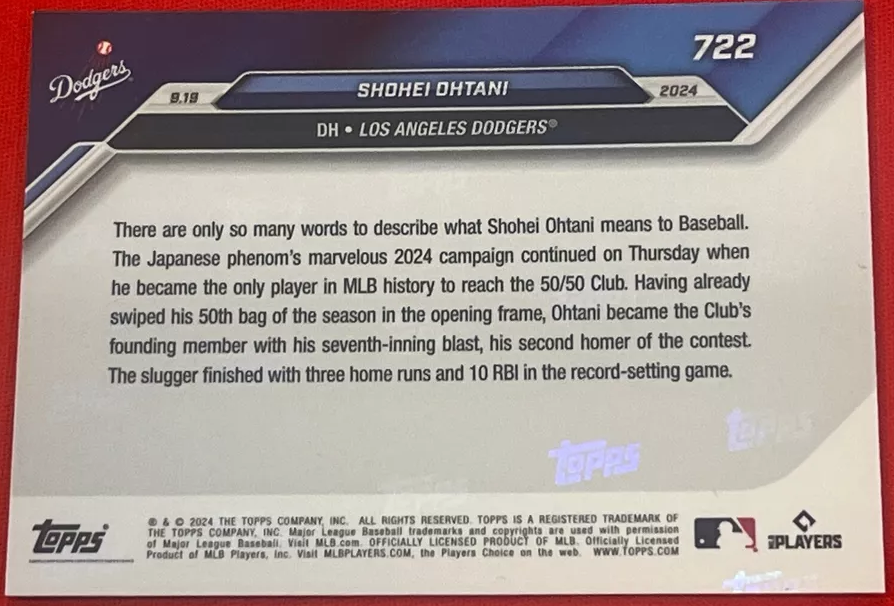 Dodgers
722
9.19
SHOHEI OHTANI
2024
DH • LOS ANGELES DODGERS®
There are only so many words to describe what Shohei Ohtani means to Baseball.
The Japanese phenom's marvelous 2024 campaign continued on Thursday when
he became the only player in MLB history to reach the 50/50 Club. Having already
swiped his 50th bag of the season in the opening frame, Ohtani became the Club's
founding member with his seventh-inning blast, his second homer of the contest.
The slugger finished with three home runs and 10 RBI in the record-setting game.
Topps
Topps
Topps
® & © 2024 THE TOPPS COMPANY, INC. ALL RIGHTS RESERVED. TOPPS IS A REGISTERED TRADEMARK OF
THE TOPPS COMPANY, INC. Major League Baseball trademarks and copyrights are used with permission
of Major League Baseball. Visit MLB.com. OFFICIALLY LICENSED PRODUCT OF MLB. Officially Licensed
Product of MLB Players, Inc. Visit MLBPLAYERS.COM, the Players Choice on the web. WWW.TOPPS.COM
PLAYERS